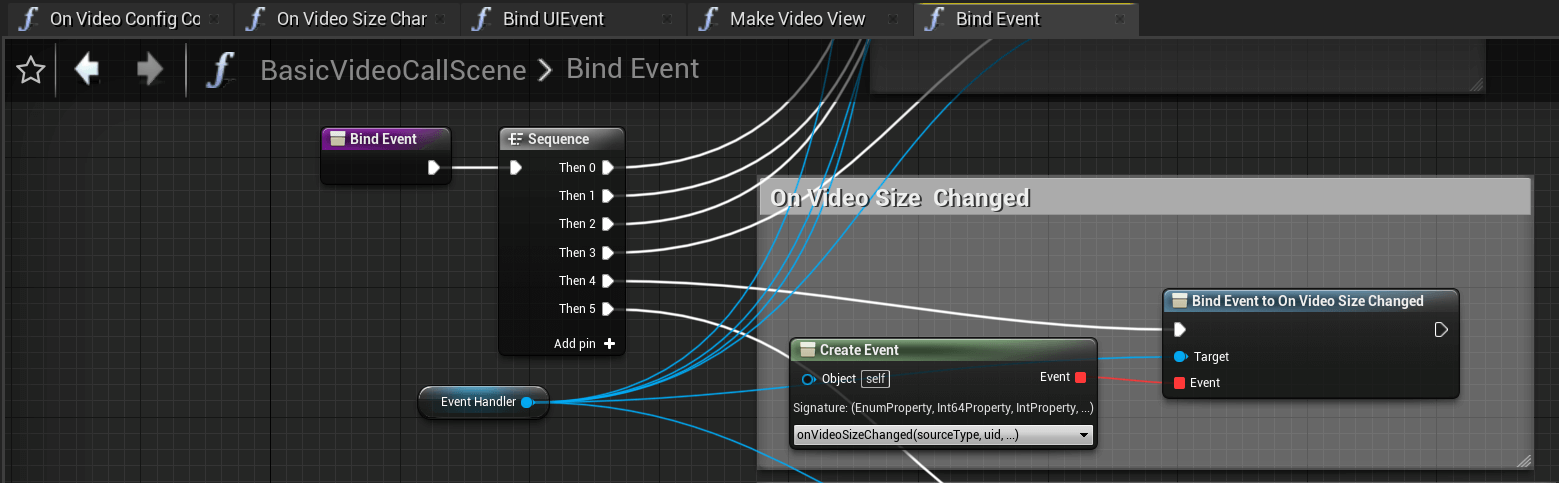 On Video Config Co
On Video Size Char
Bind UIEvent
Make Video View
Bind Event
BasicVideoCallScene > Bind Event
Bind Event
Sequence
Then 0
Then 1
Then 2
Then 3
Then 4
Then 5
Add pin
Event Handler
On Video Size  Changed
Create Event
Object self
Event
Signature: (EnumProperty, Int64Property, IntProperty, ...)
onVideoSizeChanged(sourceType, uid, ...)
Bind Event to On Video Size Changed
Target
Event